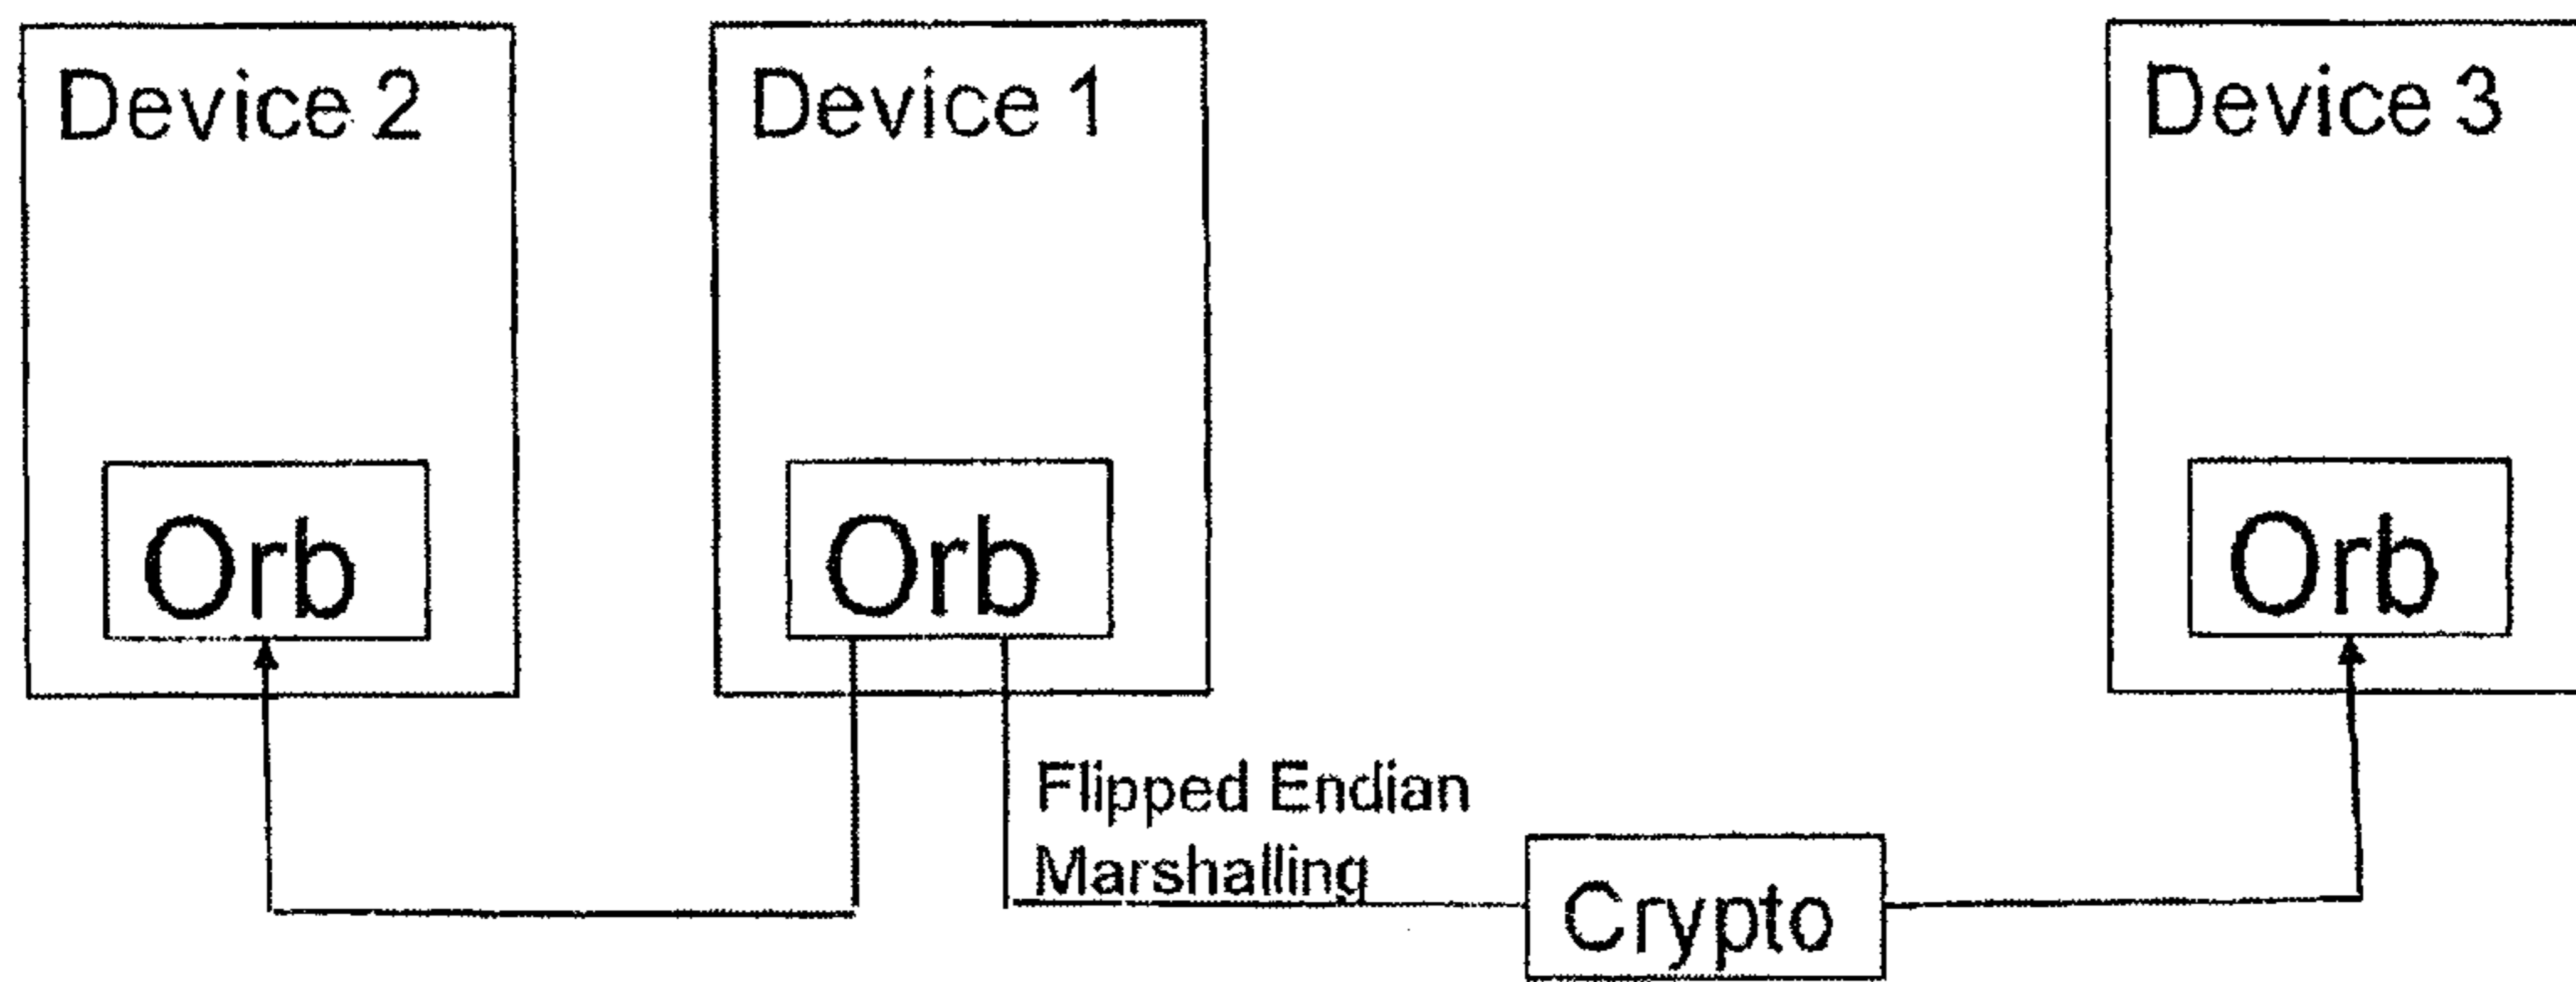 Device 2
Device 1
Device 3
Orb
Orb
Orb
Flipped Endian
Marshalling
Crypto